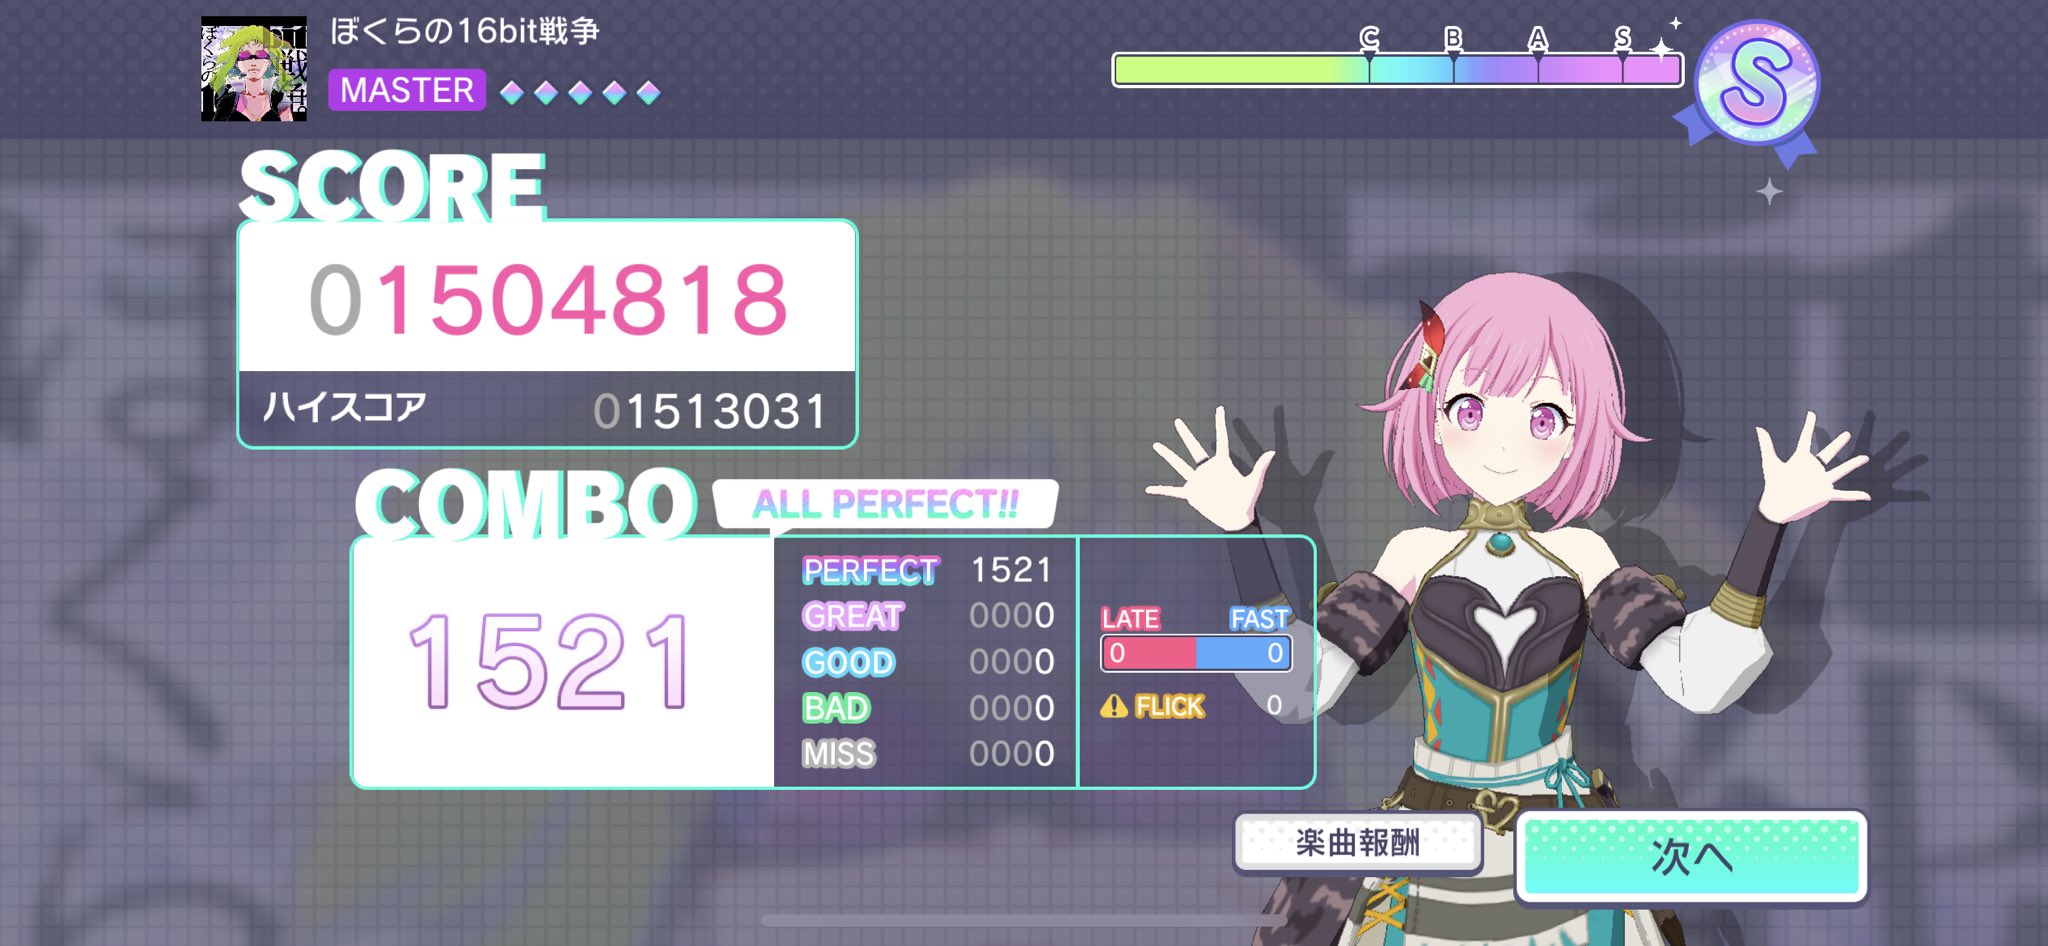 ぼくらの16bit戦争
MASTER
C B A S
S
SCORE
01504818
ハイスコア 01513031
COMBO
ALL PERFECT!!
1521
PERFECT 1521
GREAT 0000
GOOD 0000
BAD 0000
MISS 0000
LATE FAST
0 0
FLICK 0
楽曲報酬
次へ